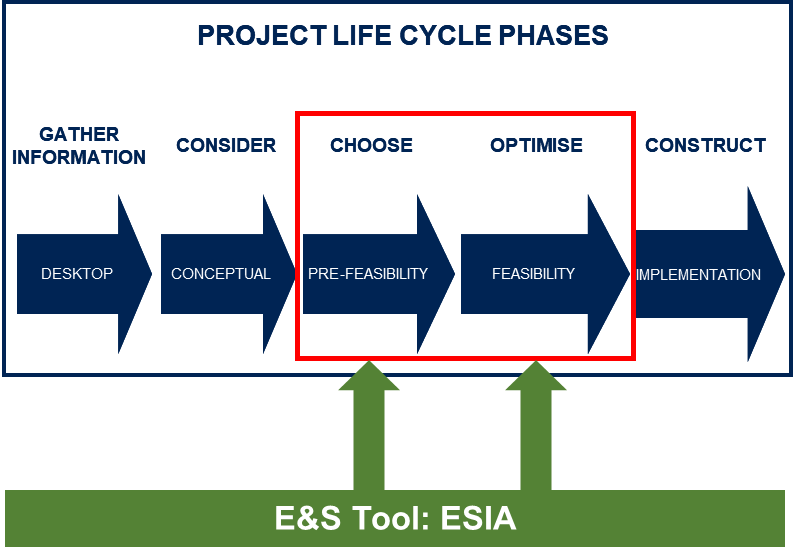 PROJECT LIFE CYCLE PHASES
GATHER
INFORMATION
CONSIDER
CHOOSE
OPTIMISE
CONSTRUCT
DESKTOP
CONCEPTUAL
PRE-FEASIBILITY
FEASIBILITY
IMPLEMENTATION
E&S Tool: ESIA